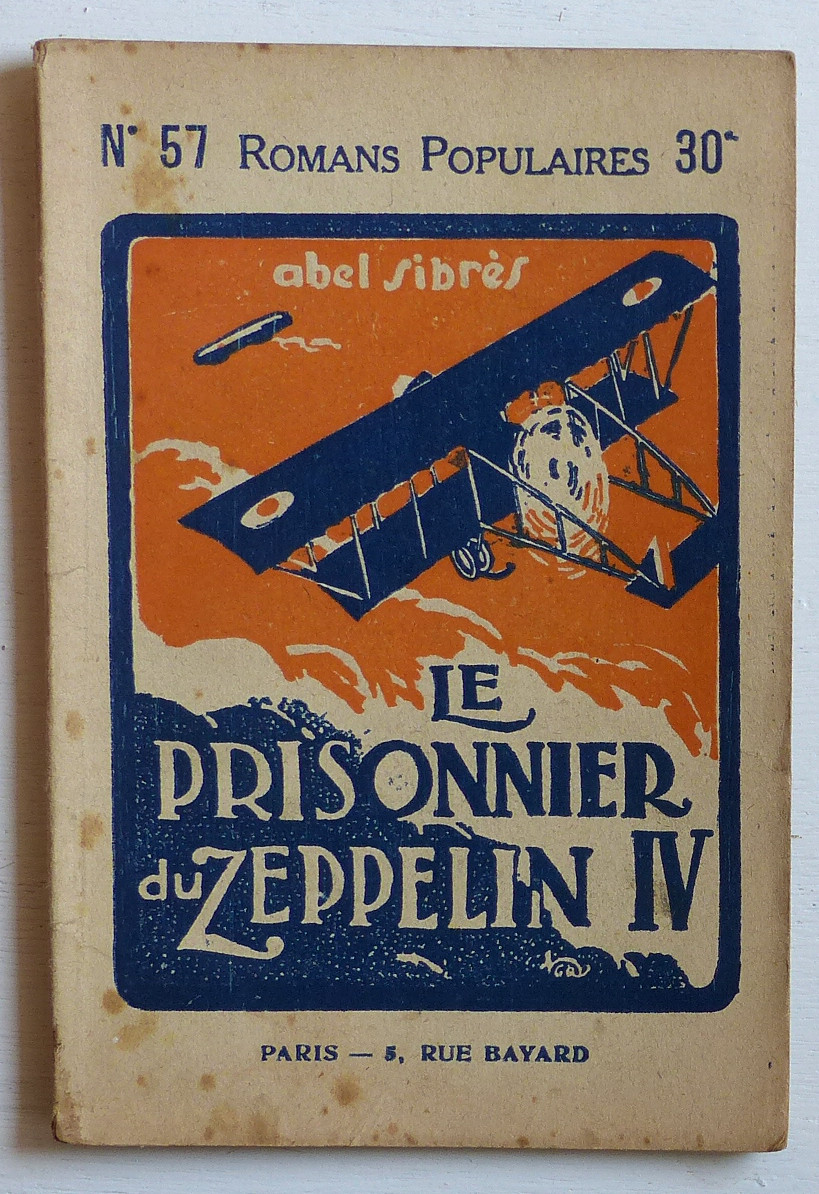 N° 57 ROMANS POPULAIRES 30c
abel sibrès
LE
PRISONNIER
du ZEPPELIN IV
PARIS — 5, RUE BAYARD